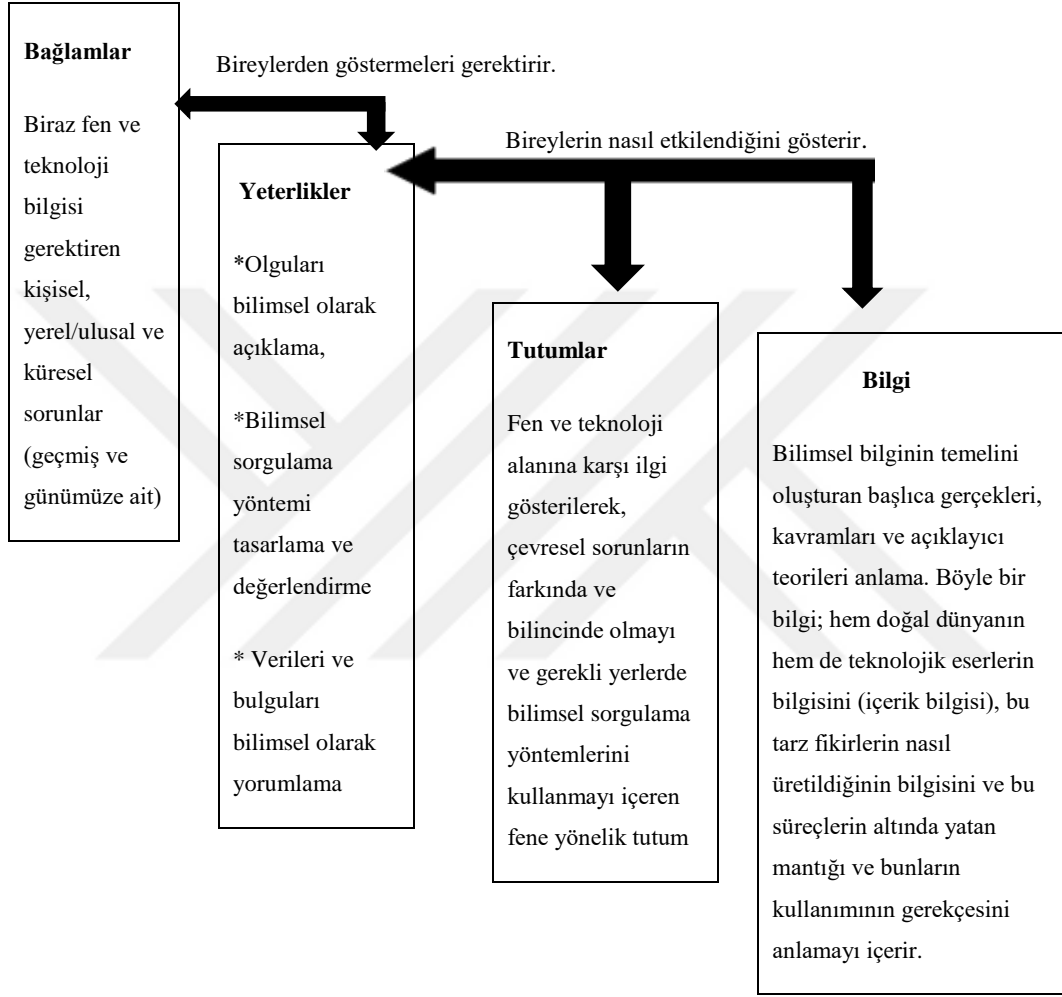 Bağlamlar
Biraz fen ve
teknoloji
bilgisi
gerektiren
kişisel,
yerel/ulusal ve
küresel
sorunlar
(geçmiş ve
günümüze ait)
Bireylerden göstermeleri gerektirir.
Bireylerin nasıl etkilendiğini gösterir.
Yeterlikler
*Olguları
bilimsel olarak
açıklama,
*Bilimsel
sorgulama
yöntemi
tasarlama ve
değerlendirme
* Verileri ve
bulguları
bilimsel olarak
yorumlama
Tutumlar
Fen ve teknoloji
alanına karşı ilgi
gösterilerek,
çevresel sorunların
farkında ve
bilincinde olmayı
ve gerekli yerlerde
bilimsel sorgulama
yöntemlerini
kullanmayı içeren
fene yönelik tutum
Bilgi
Bilimsel bilginin temelini
oluşturan başlıca gerçekleri,
kavramları ve açıklayıcı
teorileri anlama. Böyle bir
bilgi; hem doğal dünyanın
hem de teknolojik eserlerin
bilgisini (içerik bilgisi), bu
tarz fikirlerin nasıl
üretildiğinin bilgisini ve bu
süreçlerin altında yatan
mantığı ve bunların
kullanımının gerekçesini
anlamayı içerir.